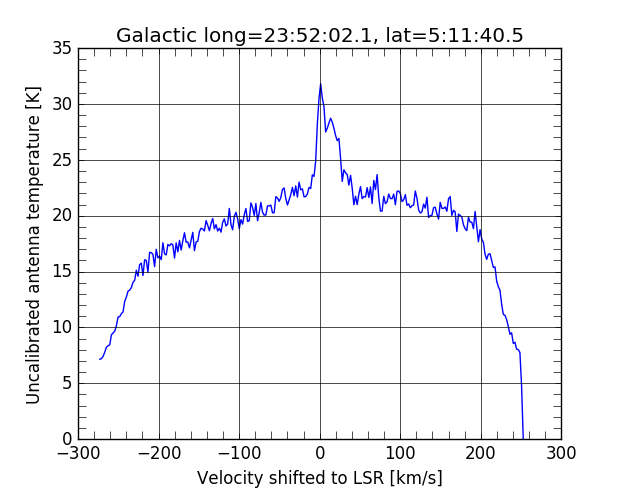 Galactic long=23:52:02.1, lat=5:11:40.5
35
30
25
20
15
10
5
0
Uncalibrated antenna temperature [K]
−300 −200 −100 0 100 200 300
Velocity shifted to LSR [km/s]